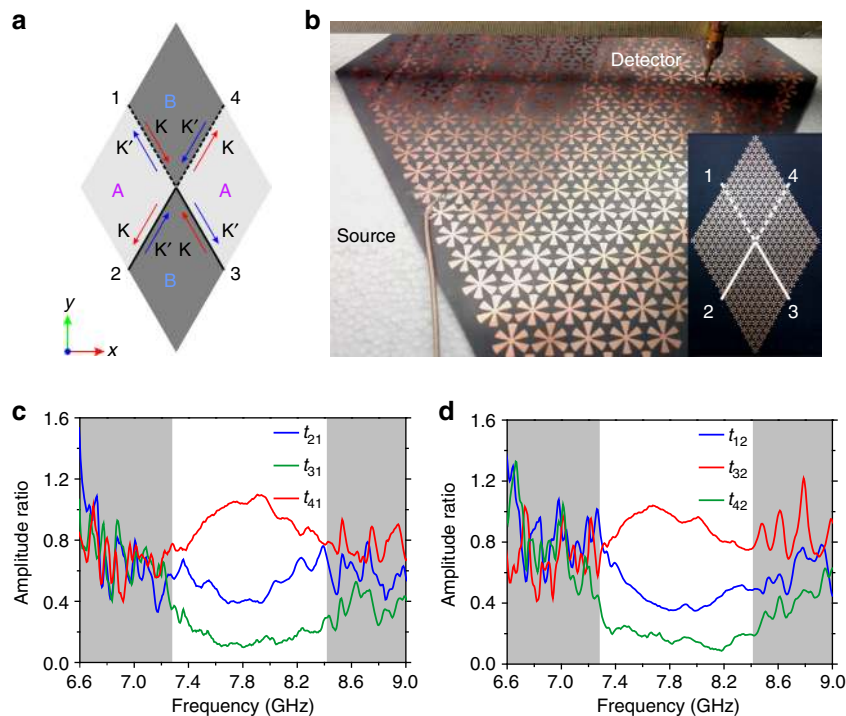 a
1
4
B
K
K′
K′
K
A
A
K
K′
K
K′
2
3
B
y
x
b
Detector
Source
1
4
2
3
c
1.6
1.2
0.8
0.4
0.0
Amplitude ratio
t21
t31
t41
6.6 7.0 7.4 7.8 8.2 8.6 9.0
Frequency (GHz)
d
1.6
1.2
0.8
0.4
0.0
Amplitude ratio
t12
t32
t42
6.6 7.0 7.4 7.8 8.2 8.6 9.0
Frequency (GHz)